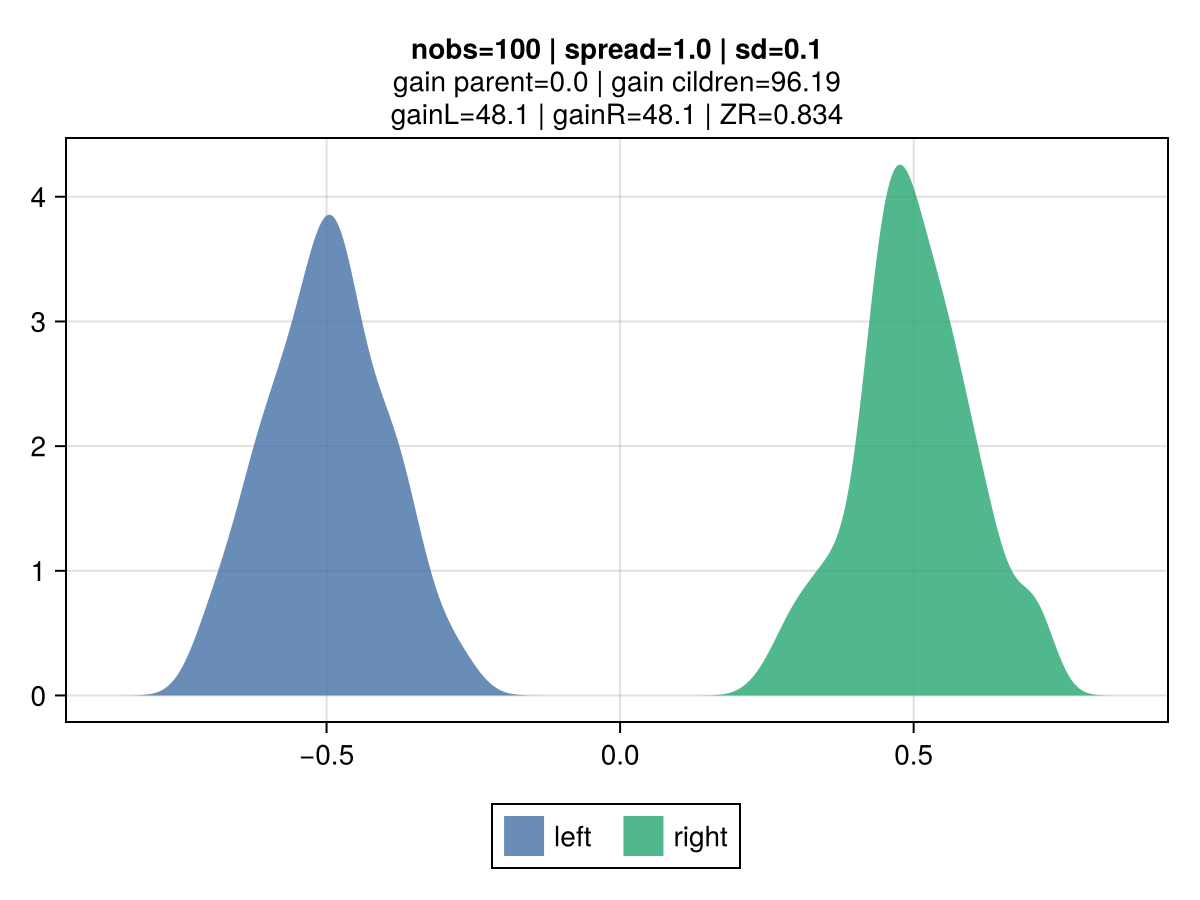 nobs=100 | spread=1.0 | sd=0.1
gain parent=0.0 | gain cildren=96.19
gainL=48.1 | gainR=48.1 | ZR=0.834
4
3
2
1
0
−0.5
0.0
0.5
left
right